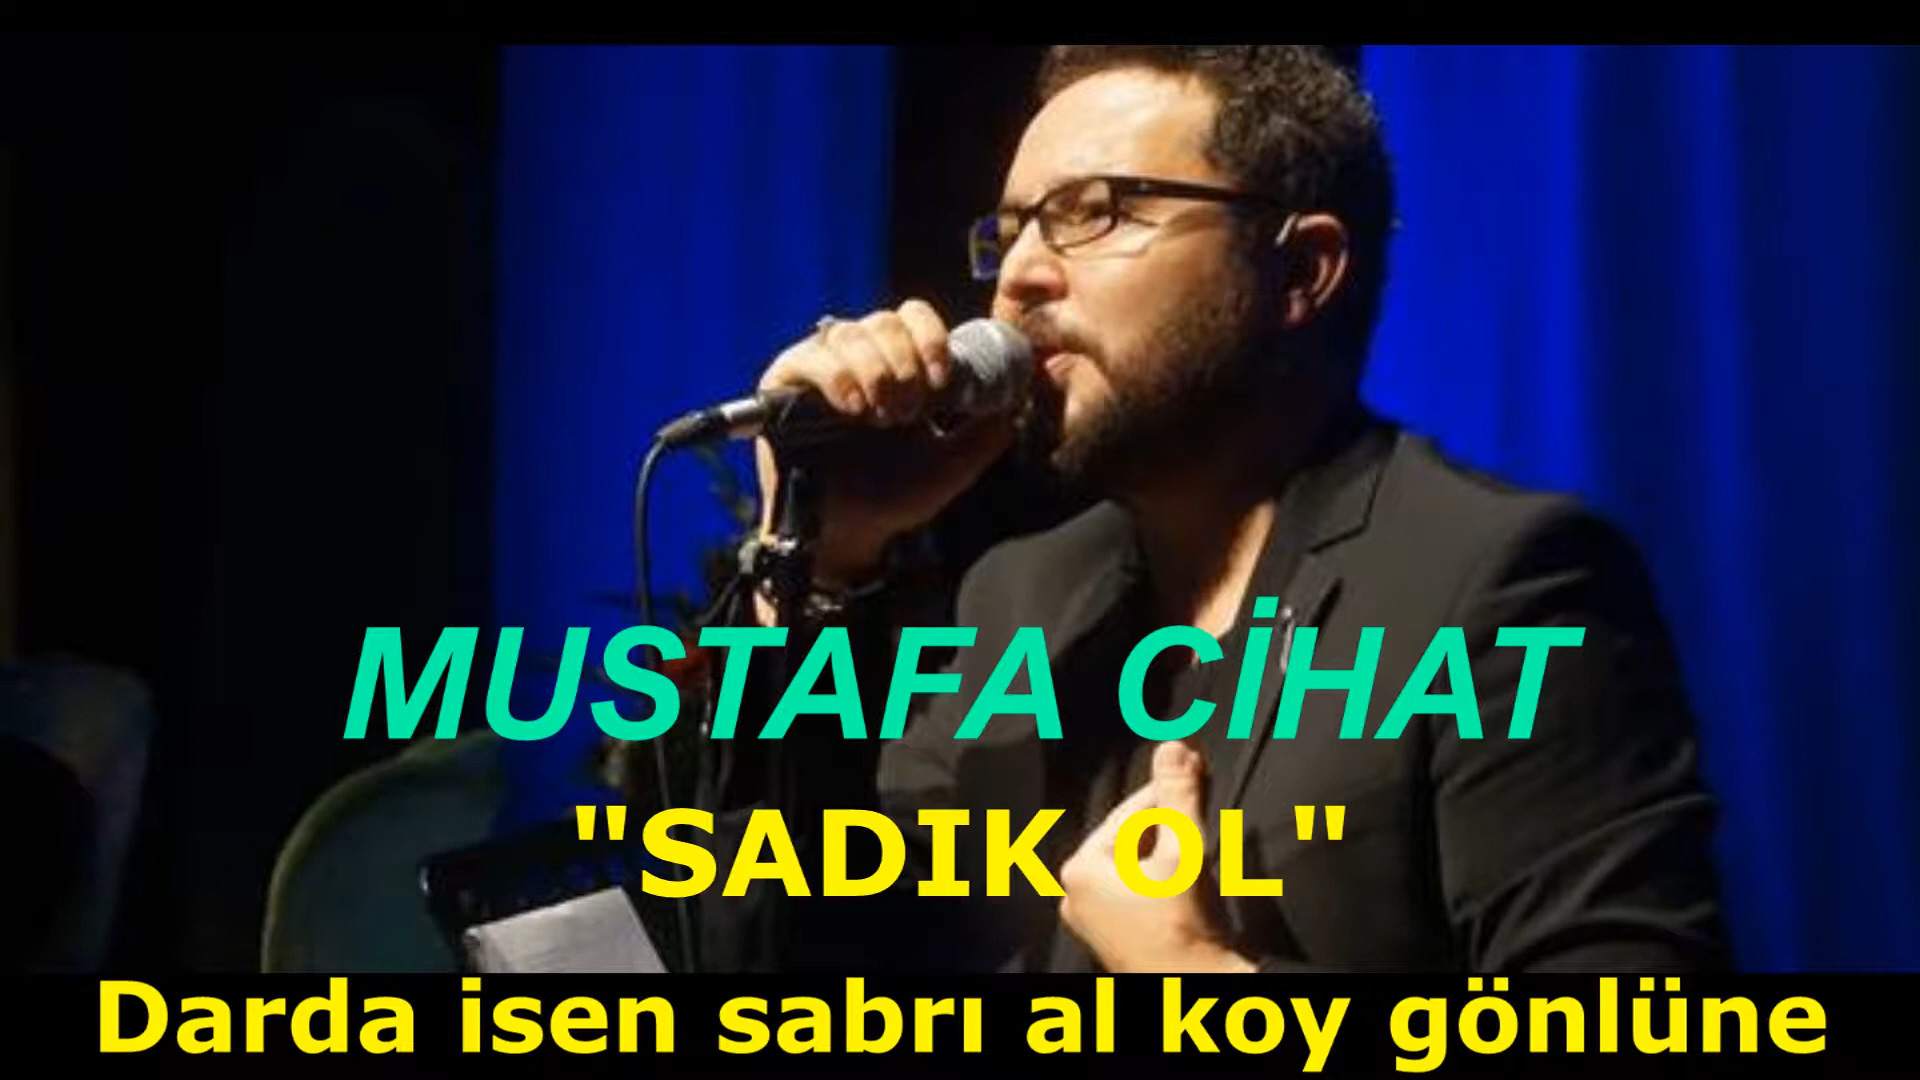 MUSTAFA CİHAT
"SADIK OL"
Darda isen sabrı al koy gönlüne